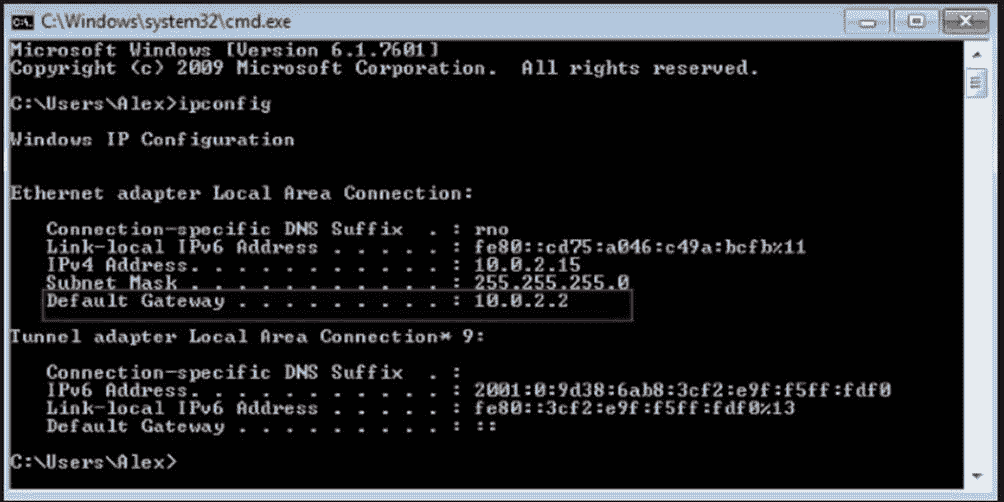 C:\Windows\system32\cmd.exe
Microsoft Windows [Version 6.1.7601]
Copyright (c) 2009 Microsoft Corporation.  All rights reserved.
C:\Users\Alex>ipconfig
Windows IP Configuration
Ethernet adapter Local Area Connection:
   Connection-specific DNS Suffix  . : rno
   Link-local IPv6 Address . . . . . : fe80::cd75:a046:c49a:bcfb%11
   IPv4 Address. . . . . . . . . . . : 10.0.2.15
   Subnet Mask . . . . . . . . . . . : 255.255.255.0
   Default Gateway . . . . . . . . . : 10.0.2.2
Tunnel adapter Local Area Connection* 9:
   Connection-specific DNS Suffix  . :
   IPv6 Address. . . . . . . . . . . : 2001:0:9d38:6ab8:3cf2:e9f:f5ff:fdf0
   Link-local IPv6 Address . . . . . : fe80::3cf2:e9f:f5ff:fdf0%13
   Default Gateway . . . . . . . . . : ::
C:\Users\Alex>